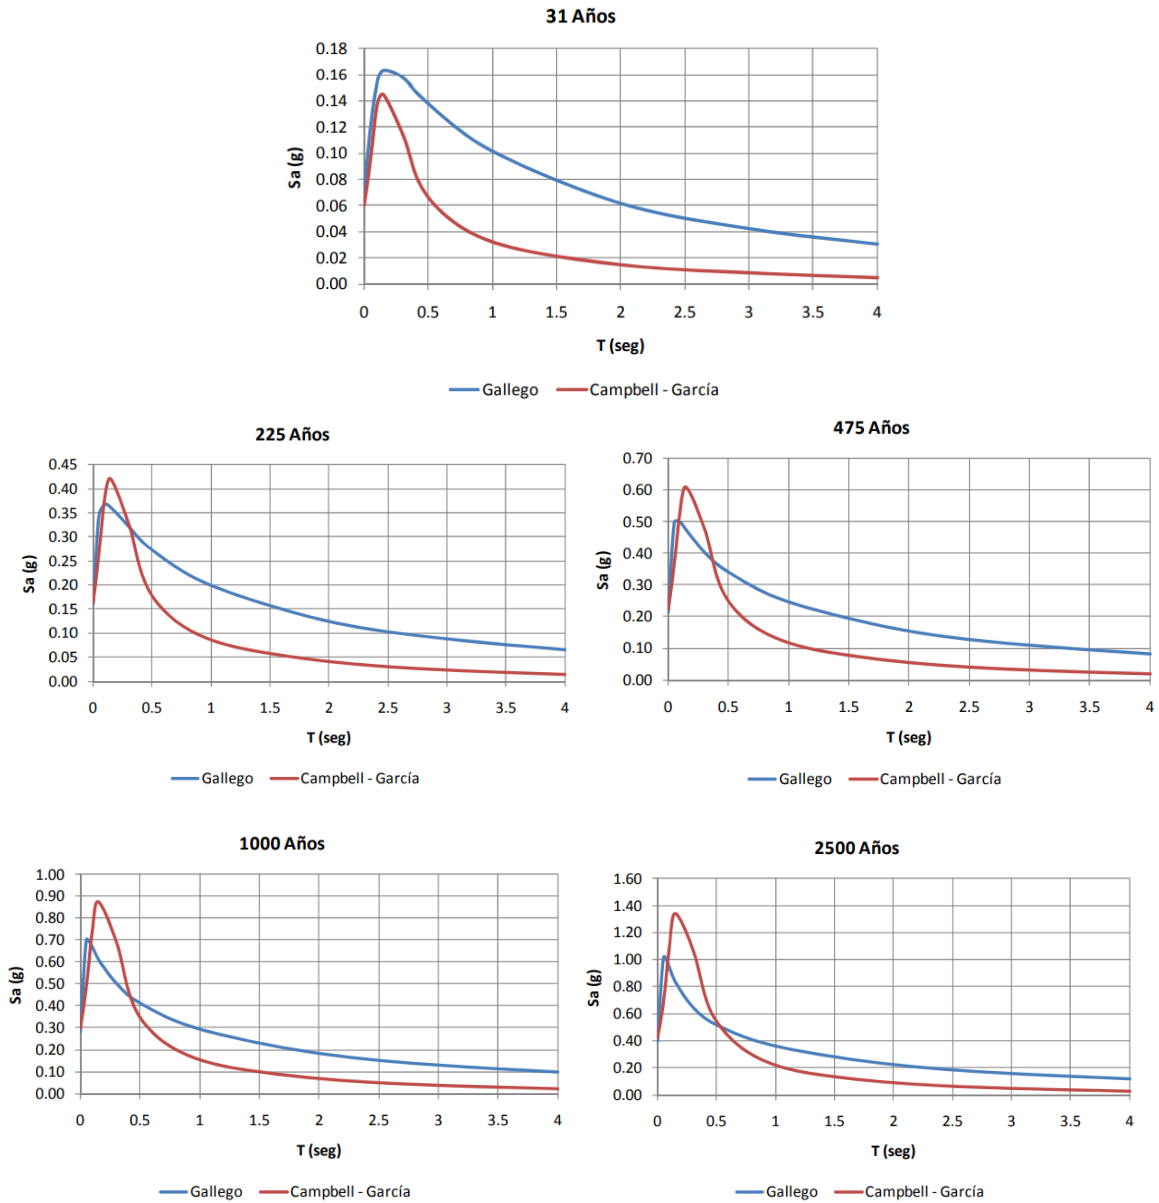 31 Años
0.18
0.16
0.14
0.12
0.10
0.08
0.06
0.04
0.02
0.00
Sa (g)
0 0.5 1 1.5 2 2.5 3 3.5 4
T (seg)
Gallego Campbell - García
225 Años
0.45
0.40
0.35
0.30
0.25
0.20
0.15
0.10
0.05
0.00
Sa (g)
0 0.5 1 1.5 2 2.5 3 3.5 4
T (seg)
Gallego Campbell - García
475 Años
0.70
0.60
0.50
0.40
0.30
0.20
0.10
0.00
Sa (g)
0 0.5 1 1.5 2 2.5 3 3.5 4
T (seg)
Gallego Campbell - García
1000 Años
1.00
0.90
0.80
0.70
0.60
0.50
0.40
0.30
0.20
0.10
0.00
Sa (g)
0 0.5 1 1.5 2 2.5 3 3.5 4
T (seg)
Gallego Campbell - García
2500 Años
1.60
1.40
1.20
1.00
0.80
0.60
0.40
0.20
0.00
Sa (g)
0 0.5 1 1.5 2 2.5 3 3.5 4
T (seg)
Gallego Campbell - García